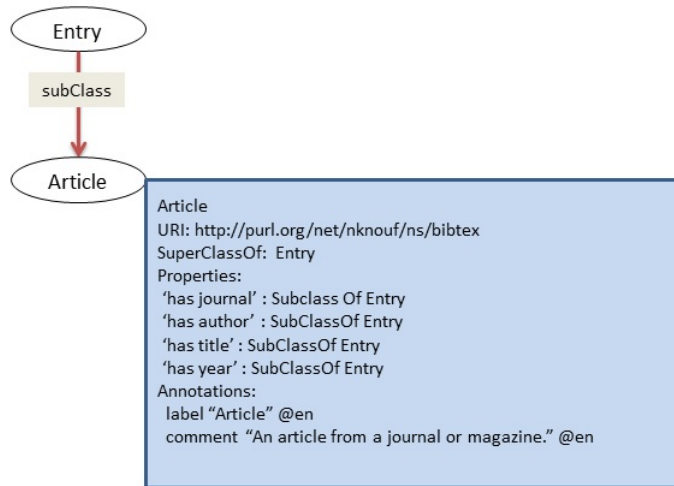 Entry
subClass
Article
Article
URI: http://purl.org/net/nknouf/ns/bibtex
SuperClassOf:  Entry
Properties:
‘has journal’ : Subclass Of Entry
‘has author’ : SubClassOf Entry
‘has title’ : SubClassOf Entry
‘has year’ : SubClassOf Entry
Annotations:
label “Article” @en
comment “An article from a journal or magazine.” @en